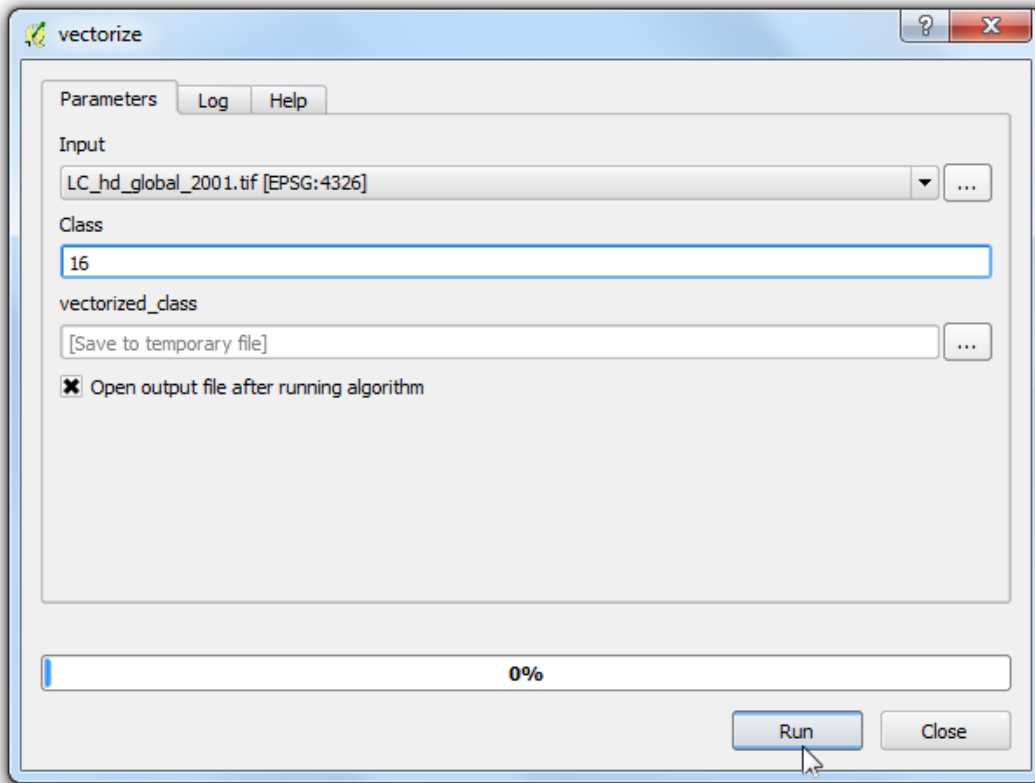 vectorize
Parameters Log Help
Input
LC_hd_global_2001.tif [EPSG:4326]
...
Class
16
vectorized_class
[Save to temporary file]
...
Open output file after running algorithm
0%
Run Close